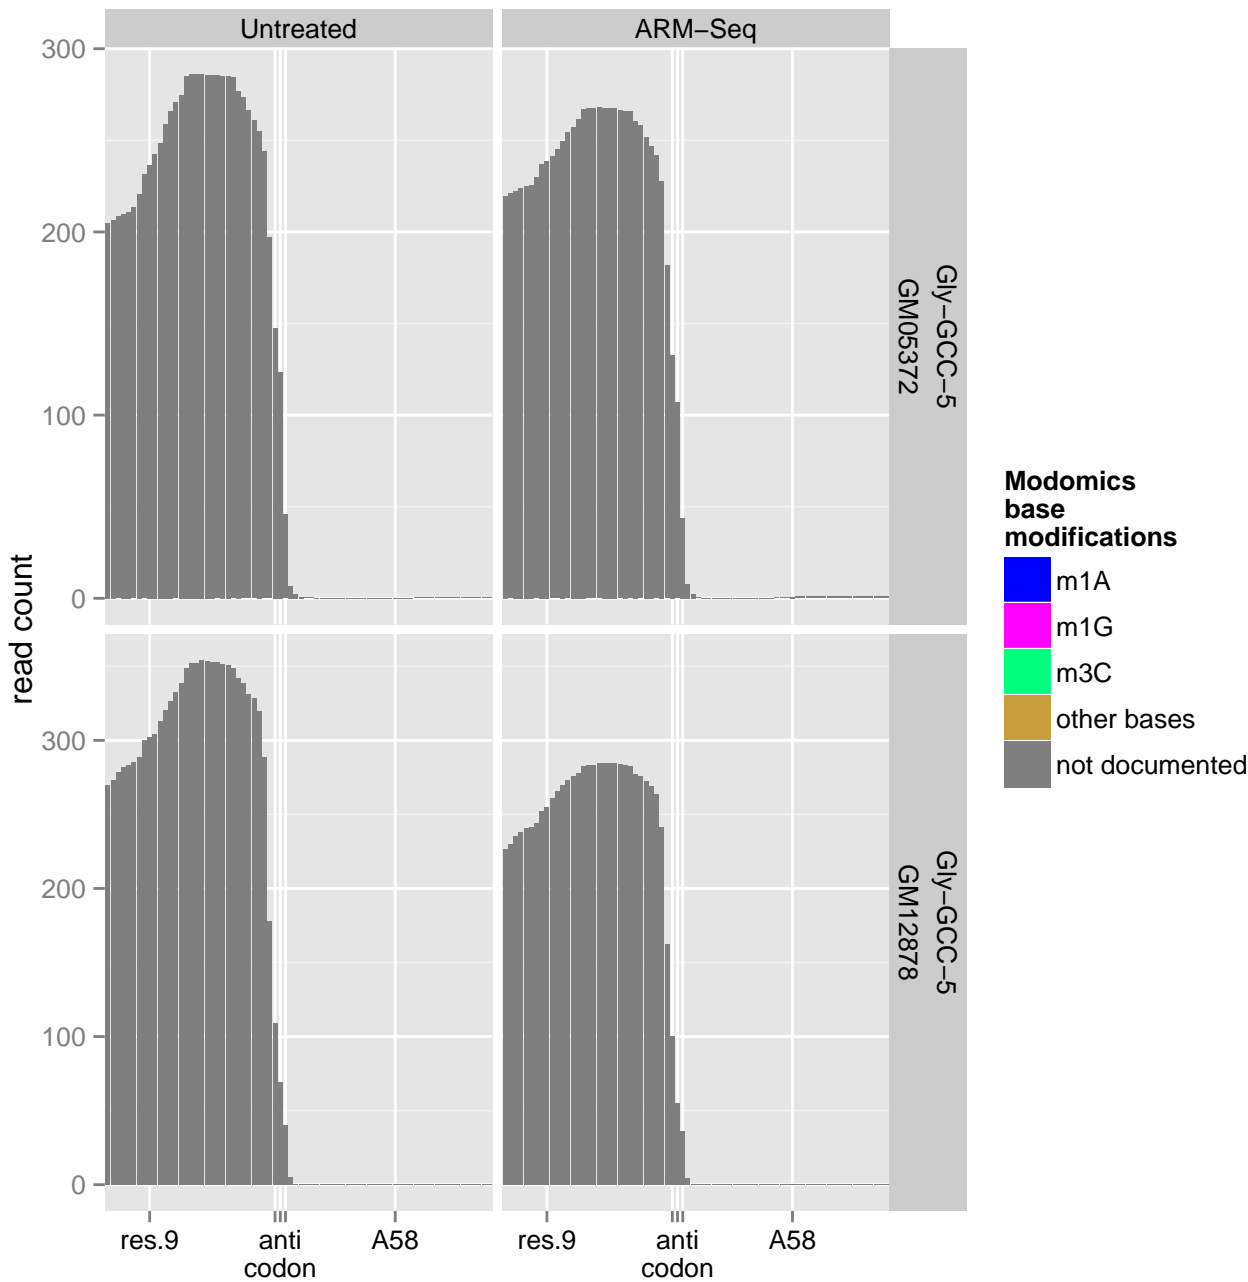 Untreated
ARM−Seq
300
200
100
0
Gly−GCC−5
GM05372
read count
300
200
100
0
Gly−GCC−5
GM12878
res.9
anti
codon
A58
res.9
anti
codon
A58
Modomics
base
modifications
m1A
m1G
m3C
other bases
not documented